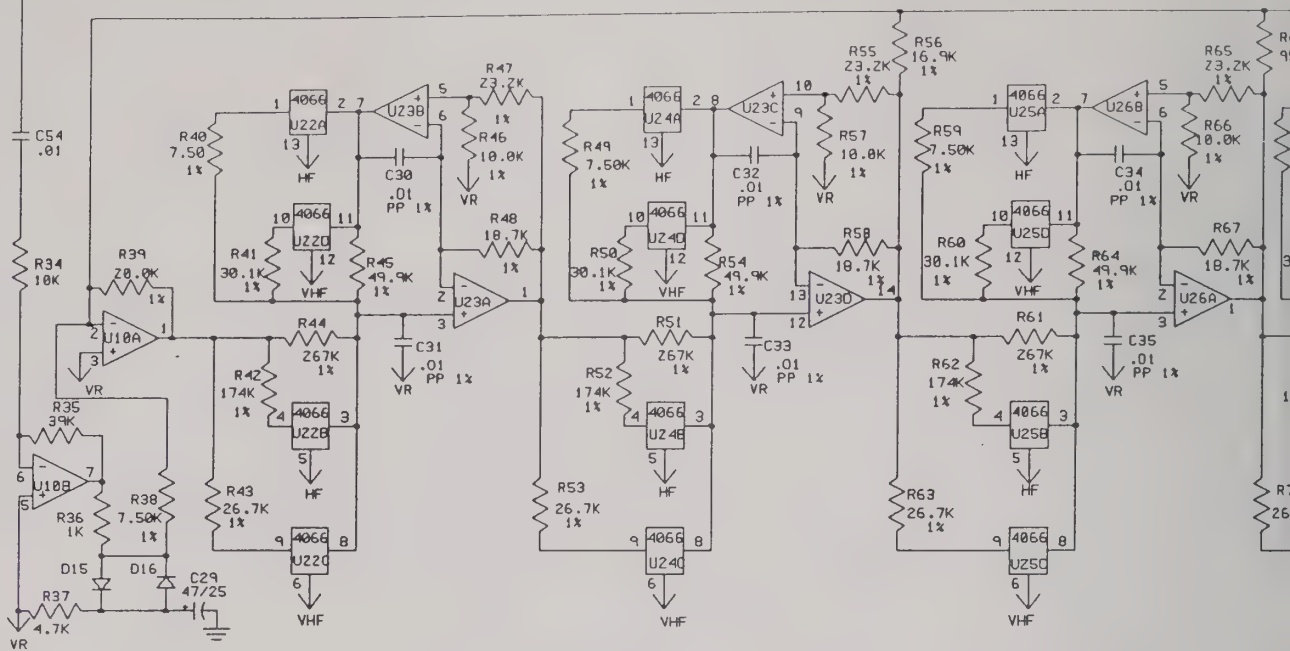 C54
.01
R34
10K
R39
20.0K
1%
2
-
U10A
1
3
+
VR
R35
39K
6
-
U10B
7
5
+
R36
1K
R38
7.50K
1%
D15
D16
C29
47/25
+
R37
4.7K
VR
R40
7.50
1%
1
4066
U22A
2
13
HF
7
U23B
+
-
5
6
R47
23.2K
1%
R46
10.0K
1%
VR
C30
.01
PP 1%
10
4066
U22D
11
12
VHF
R41
30.1K
1%
R45
49.9K
1%
R48
18.7K
1%
2
-
U23A
1
3
+
R44
267K
1%
C31
.01
PP 1%
VR
R42
174K
1%
4
4066
U22B
3
5
HF
R43
26.7K
1%
9
4066
U22C
8
6
VHF
R49
7.50K
1%
1
4066
U24A
2
13
HF
8
U23C
+
-
10
9
R55
23.2K
1%
R56
16.9K
1%
R57
10.0K
1%
VR
C32
.01
PP 1%
10
4066
U24D
11
12
VHF
R50
30.1K
1%
R54
49.9K
1%
R58
18.7K
1%
13
-
U23D
14
12
+
R51
267K
1%
C33
.01
PP 1%
VR
R52
174K
1%
4
4066
U24B
3
5
HF
R53
26.7K
1%
9
4066
U24C
8
6
VHF
R59
7.50K
1%
1
4066
U25A
2
13
HF
7
U26B
+
-
5
6
R65
23.2K
1%
R66
10.0K
1%
VR
C34
.01
PP 1%
10
4066
U25D
11
12
VHF
R60
30.1K
1%
R64
49.9K
1%
R67
18.7K
1%
2
-
U26A
1
3
+
R61
267K
1%
C35
.01
PP 1%
VR
R62
174K
1%
4
4066
U25B
3
5
HF
R63
26.7K
1%
9
4066
U25C
8
6
VHF